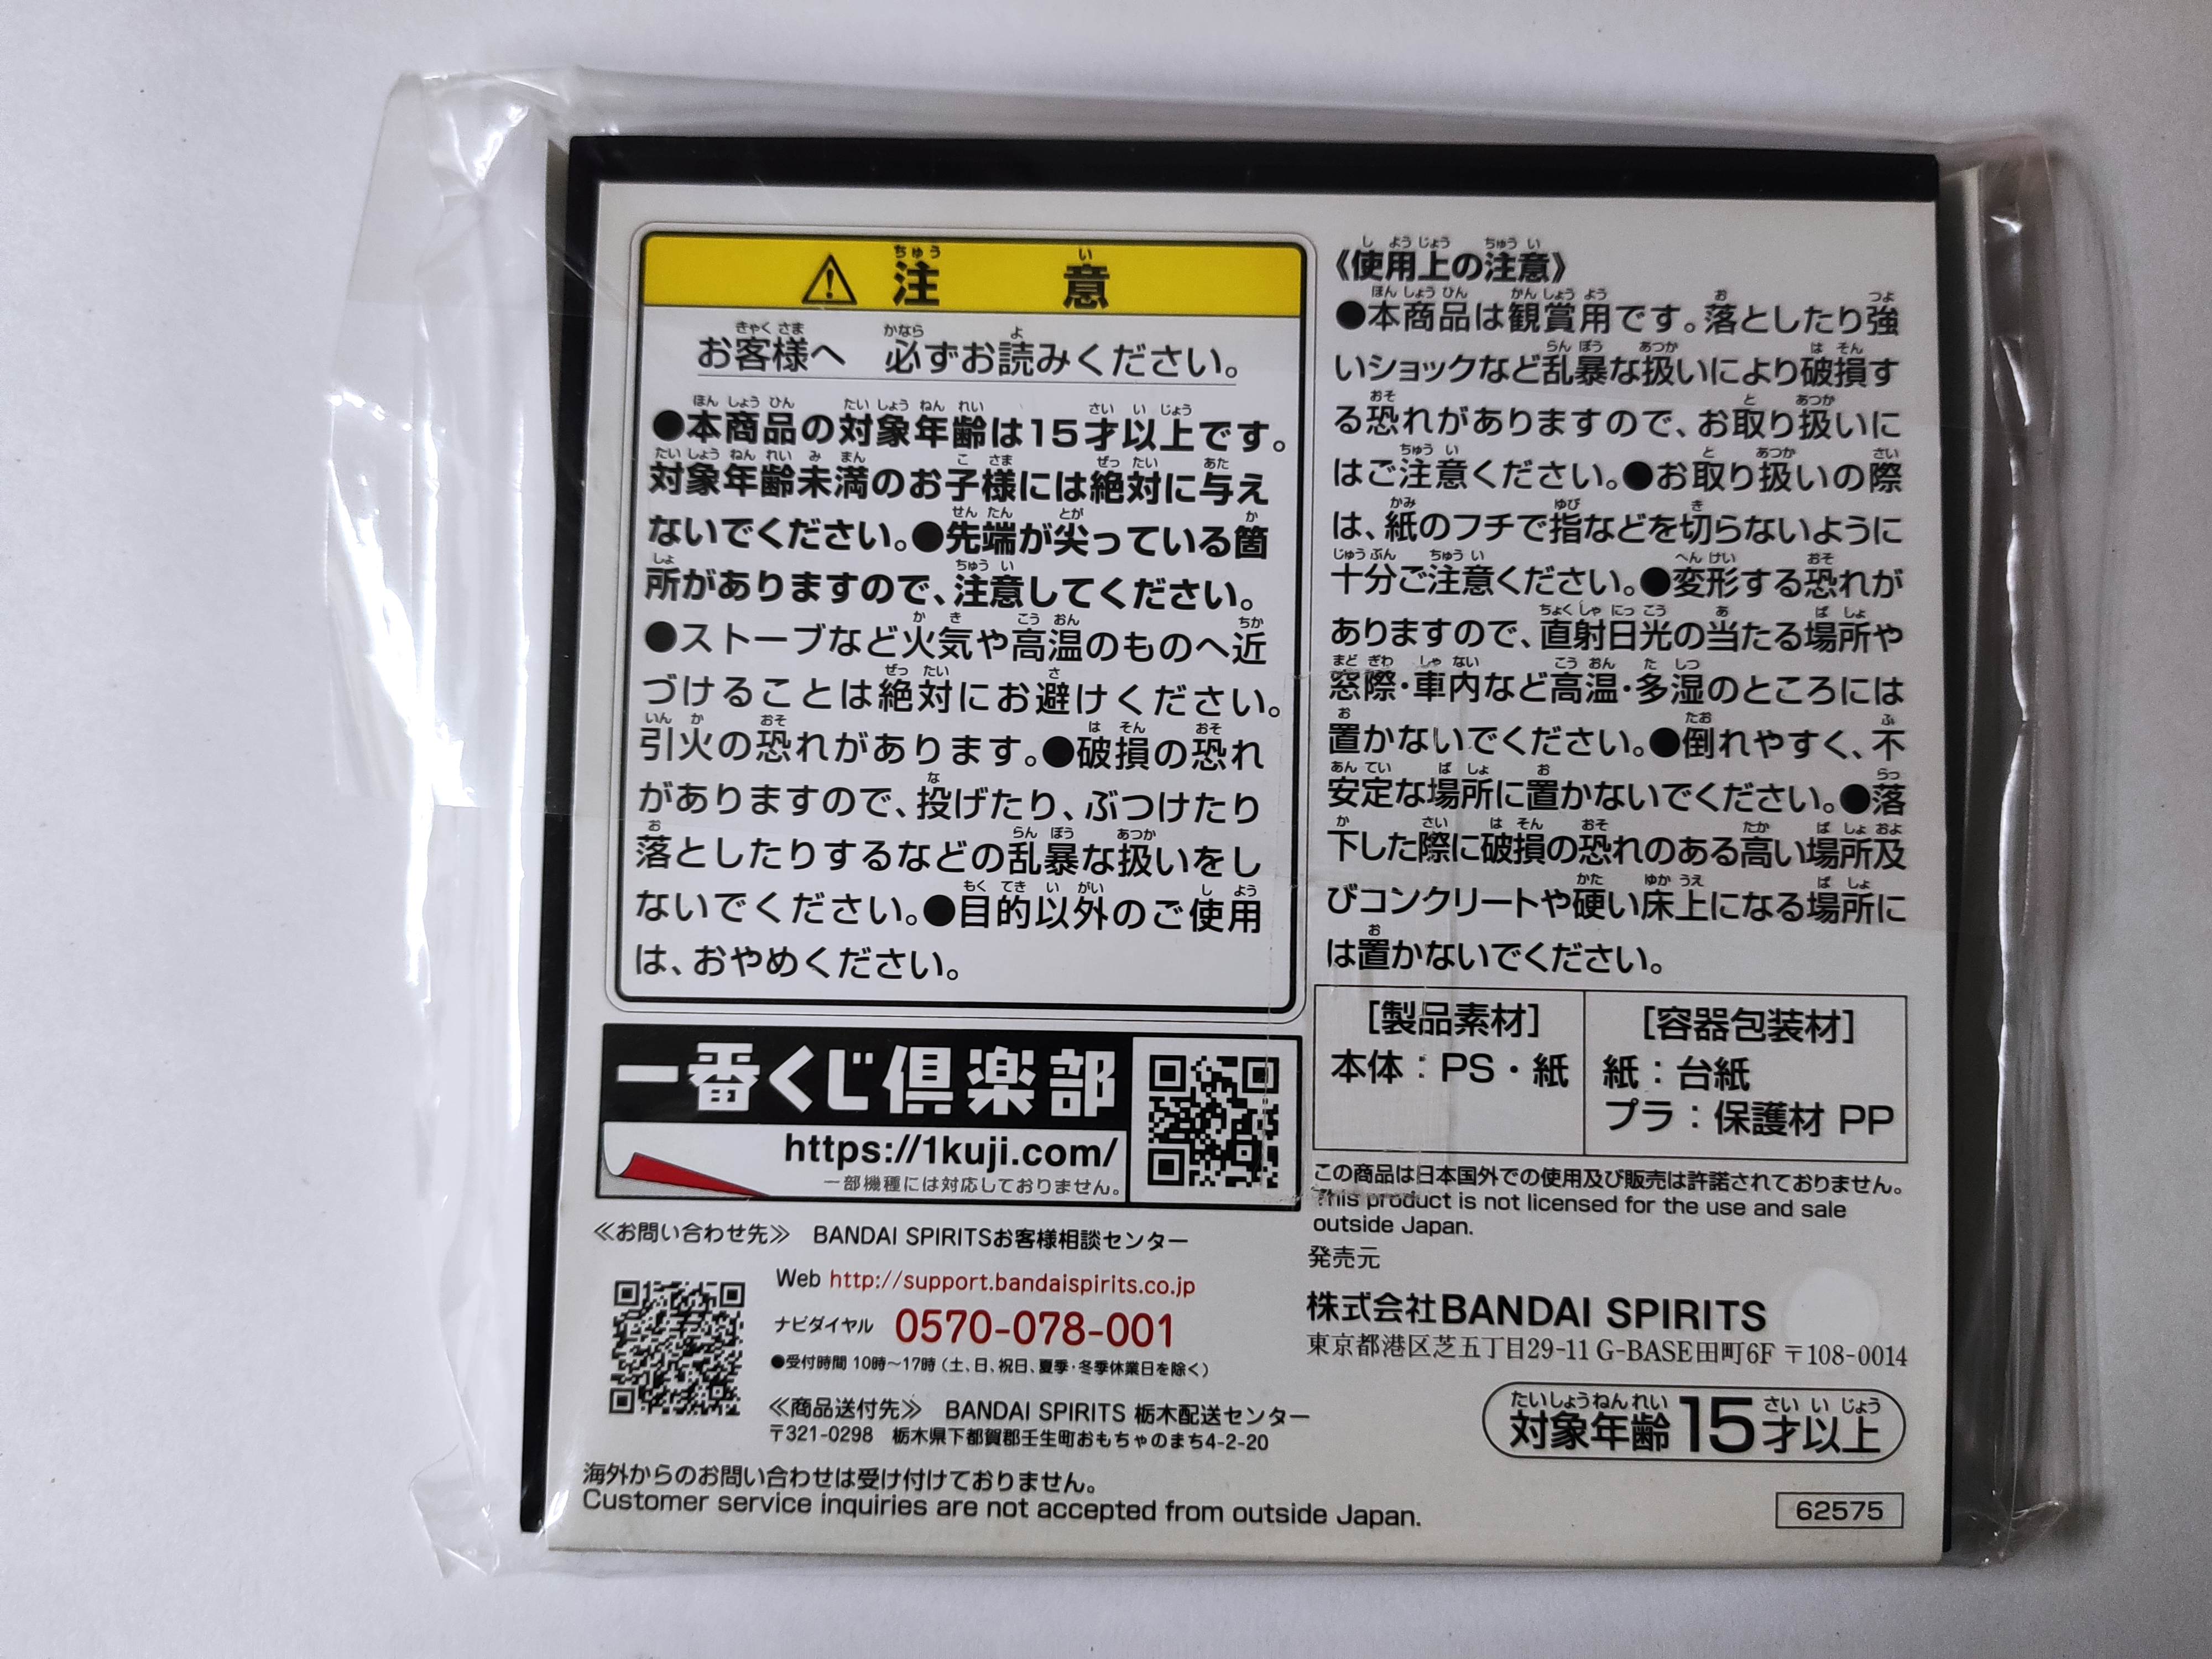 ⚠ 注意
お客様へ 必ずお読みください。
●本商品の対象年齢は15才以上です。
対象年齢未満のお子様には絶対に与え
ないでください。●先端が尖っている箇
所がありますので、注意してください。
●ストーブなど火気や高温のものへ近
づけることは絶対にお避けください。
引火の恐れがあります。●破損の恐れ
がありますので、投げたり、ぶつけたり
落としたりするなどの乱暴な扱いをし
ないでください。●目的以外のご使用
は、おやめください。
《使用上の注意》
●本商品は観賞用です。落としたり強
いショックなど乱暴な扱いにより破損す
る恐れがありますので、お取り扱いに
はご注意ください。●お取り扱いの際
は、紙のフチで指などを切らないように
十分ご注意ください。●変形する恐れが
ありますので、直射日光の当たる場所や
窓際・車内など高温・多湿のところには
置かないでください。●倒れやすく、不
安定な場所に置かないでください。●落
下した際に破損の恐れのある高い場所及
びコンクリートや硬い床上になる場所に
は置かないでください。
[製品素材]
本体：PS・紙
[容器包装材]
紙：台紙
プラ：保護材 PP
一番くじ倶楽部
https://1kuji.com/
一部機種には対応しておりません。
この商品は日本国外での使用及び販売は許諾されておりません。
This product is not licensed for the use and sale
outside Japan.
発売元
株式会社BANDAI SPIRITS
東京都港区芝五丁目29-11 G-BASE田町6F 〒108-0014
対象年齢15才以上
62575
≪お問い合わせ先≫ BANDAI SPIRITSお客様相談センター
Web http://support.bandaispirits.co.jp
ナビダイヤル 0570-078-001
●受付時間 10時～17時（土、日、祝日、夏季・冬季休業日を除く）
≪商品送付先≫ BANDAI SPIRITS 栃木配送センター
〒321-0298 栃木県下都賀郡壬生町おもちゃのまち4-2-20
海外からのお問い合わせは受け付けておりません。
Customer service inquiries are not accepted from outside Japan.